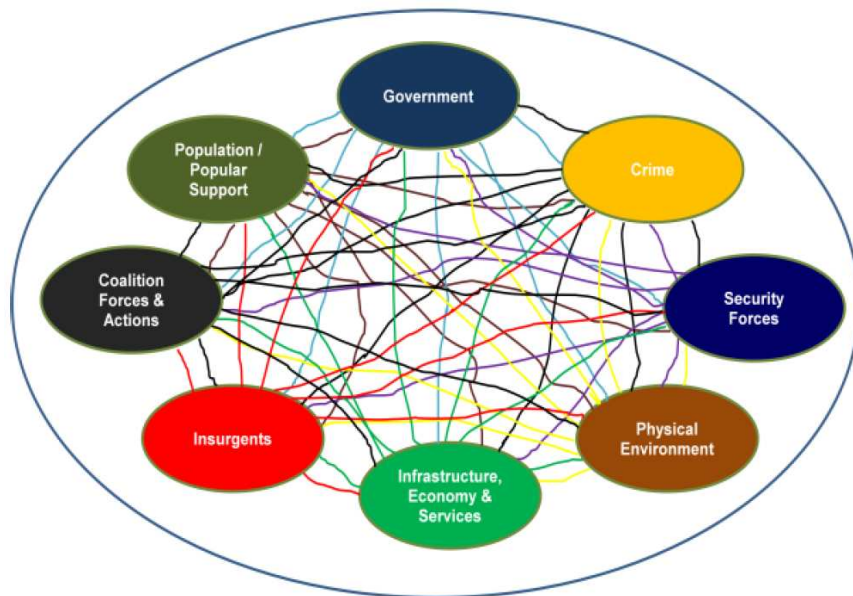 Government
Population /
Popular
Support
Crime
Coalition
Forces &
Actions
Security
Forces
Insurgents
Physical
Environment
Infrastructure,
Economy &
Services